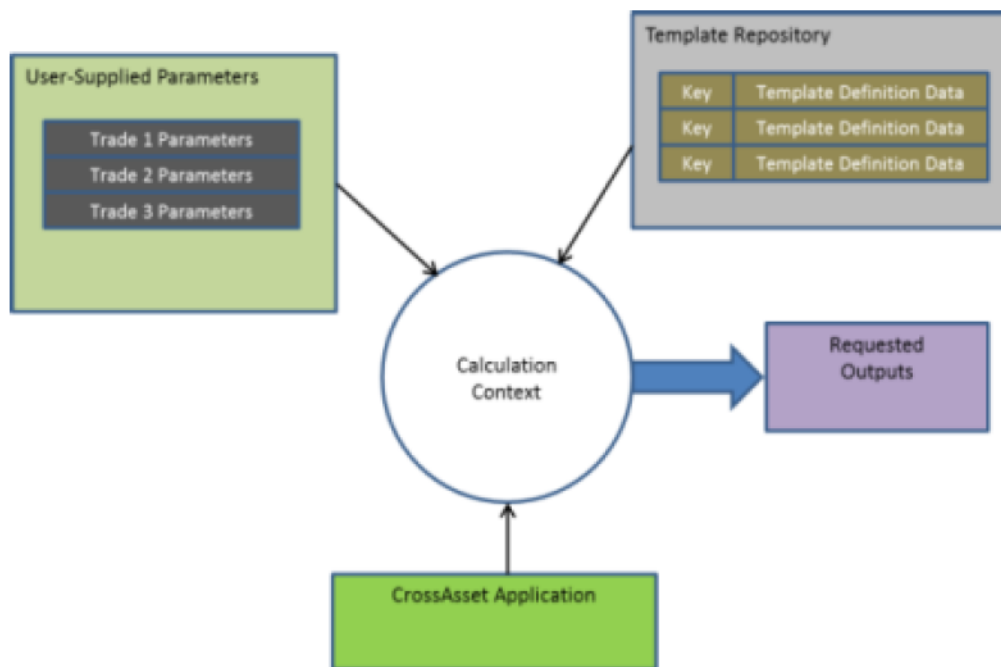 User-Supplied Parameters
Trade 1 Parameters
Trade 2 Parameters
Trade 3 Parameters
Template Repository
Key Template Definition Data
Key Template Definition Data
Key Template Definition Data
Calculation
Context
Requested
Outputs
CrossAsset Application